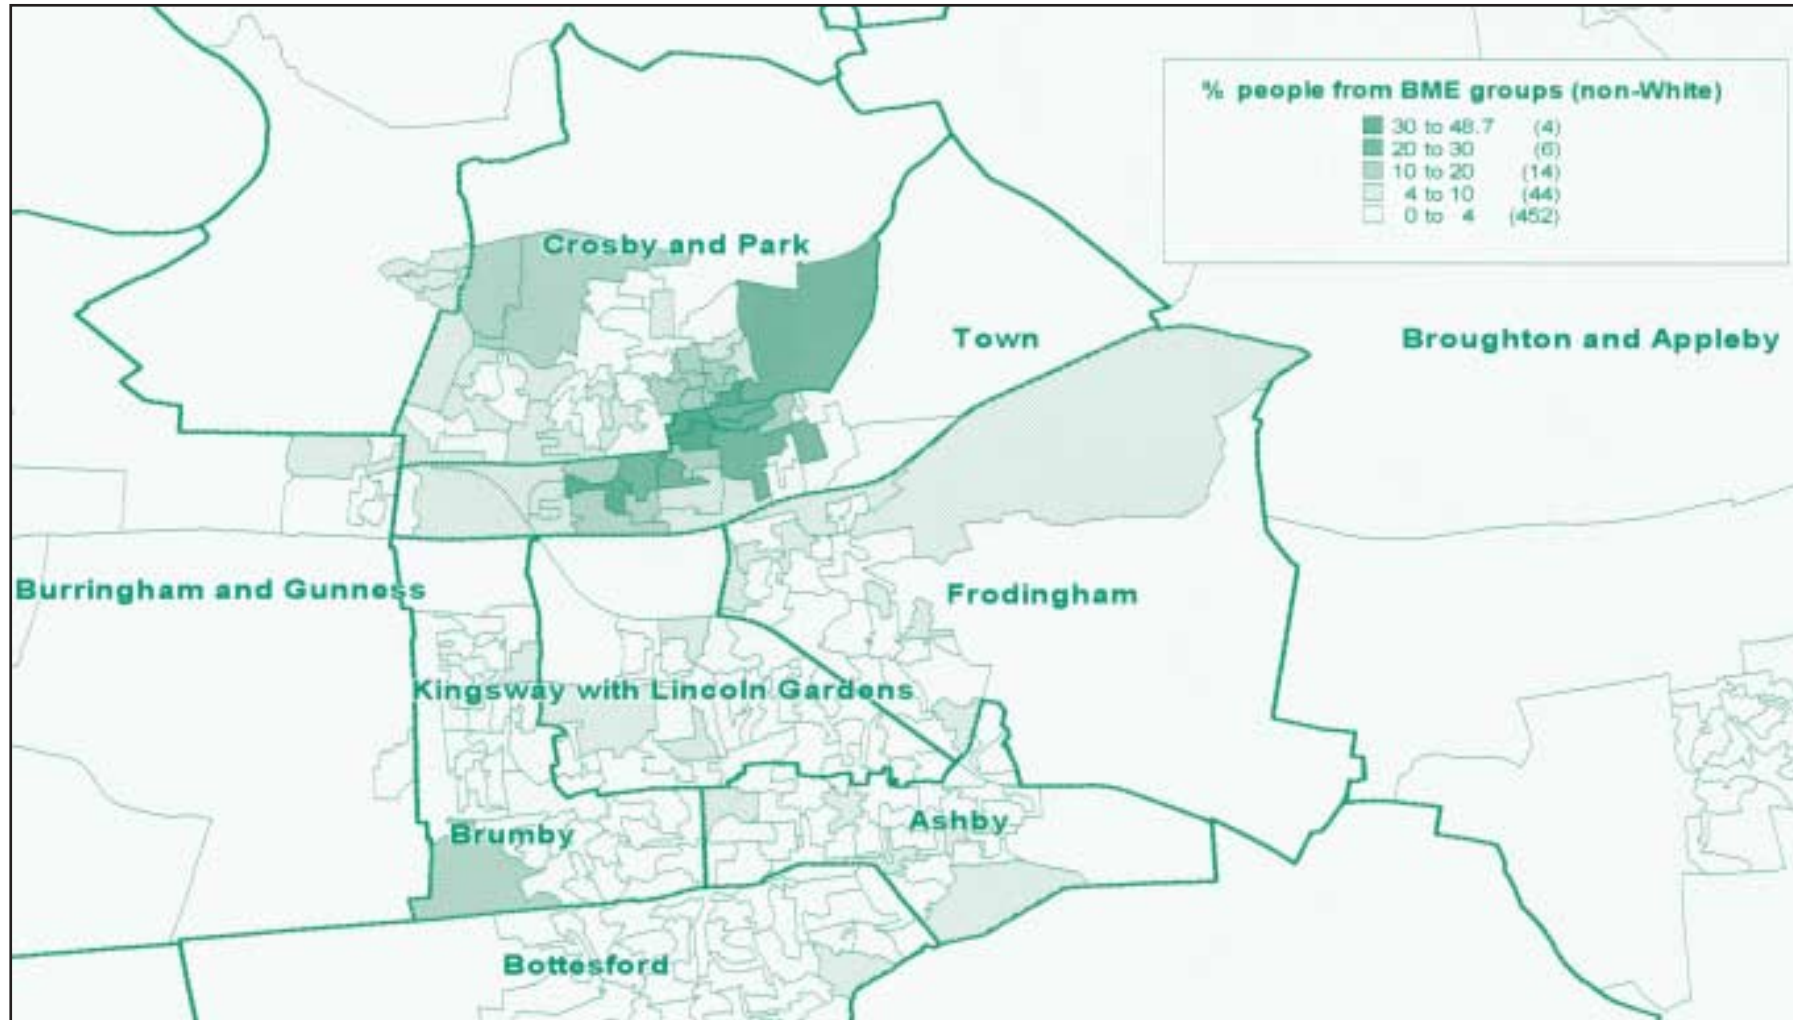 % people from BME groups (non-White)
30 to 48.7 (4)
20 to 30 (6)
10 to 20 (14)
4 to 10 (44)
0 to 4 (452)
Crosby and Park
Town
Broughton and Appleby
Burringham and Gunness
Frodingham
Kingsway with Lincoln Gardens
Brumby
Ashby
Bottesford